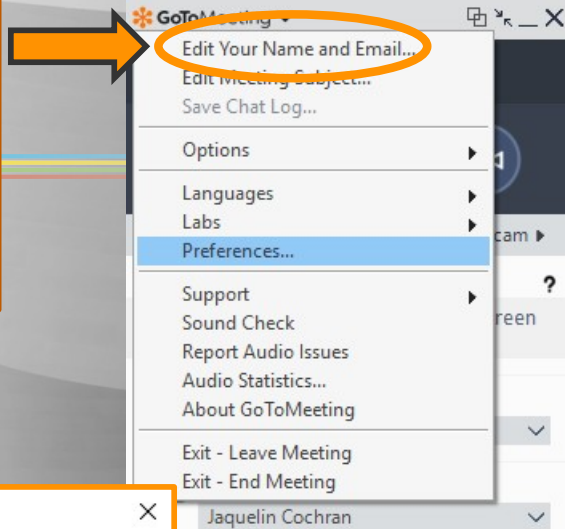 GoToMeeting
Edit Your Name and Email...
Edit Meeting Subject...
Save Chat Log...
Options
Languages
Labs
cam
Preferences...
?
Support
reen
Sound Check
Report Audio Issues
Audio Statistics...
About GoToMeeting
Exit - Leave Meeting
Exit - End Meeting
Jaquelin Cochran